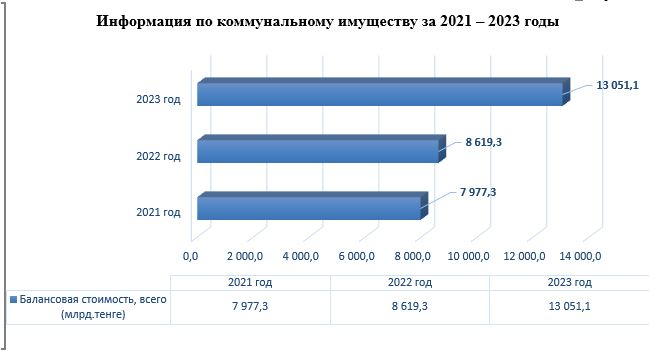 Информация по коммунальному имуществу за 2021 – 2023 годы
2023 год
13 051,1
2022 год
8 619,3
2021 год
7 977,3
0,0 2 000,0 4 000,0 6 000,0 8 000,0 10 000,0 12 000,0 14 000,0
2021 год 2022 год 2023 год
Балансовая стоимость, всего
(млрд.тенге)
7 977,3 8 619,3 13 051,1